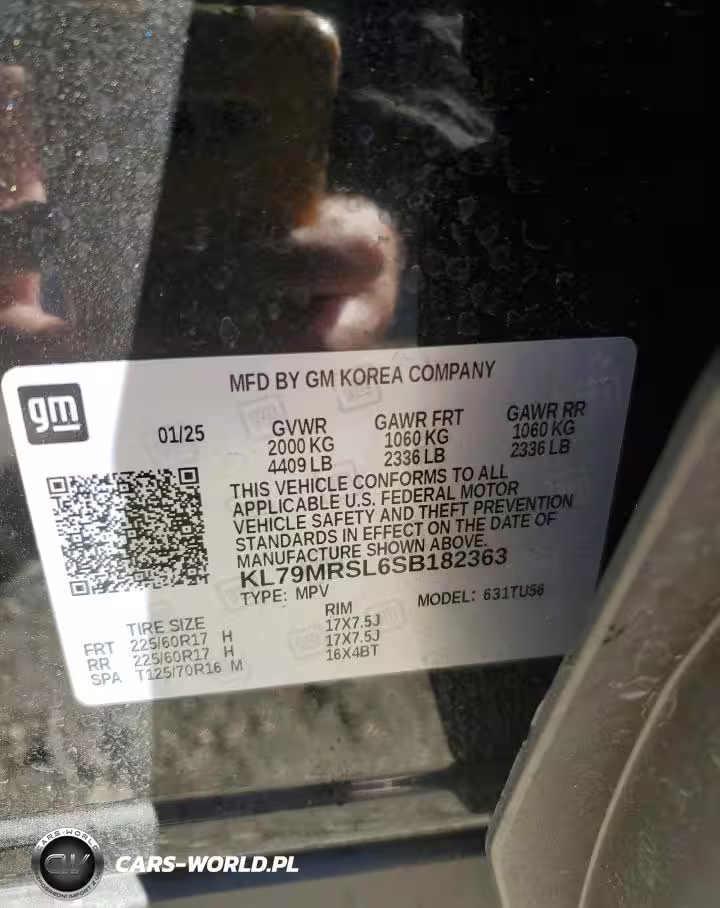 MFD BY GM KOREA COMPANY
gm
01/25
GVWR GAWR FRT GAWR RR
2000 KG 1060 KG 1060 KG
4409 LB 2336 LB 2336 LB
THIS VEHICLE CONFORMS TO ALL
APPLICABLE U.S. FEDERAL MOTOR
VEHICLE SAFETY AND THEFT PREVENTION
STANDARDS IN EFFECT ON THE DATE OF
MANUFACTURE SHOWN ABOVE.
KL79MRSL6SB182363
TYPE: MPV MODEL: 631TU56
TIRE SIZE RIM
FRT 225/60R17 H 17X7.5J
RR 225/60R17 H 17X7.5J
SPA T125/70R16 M 16X4BT
CARS-WORLD
CARS-WORLD.PL